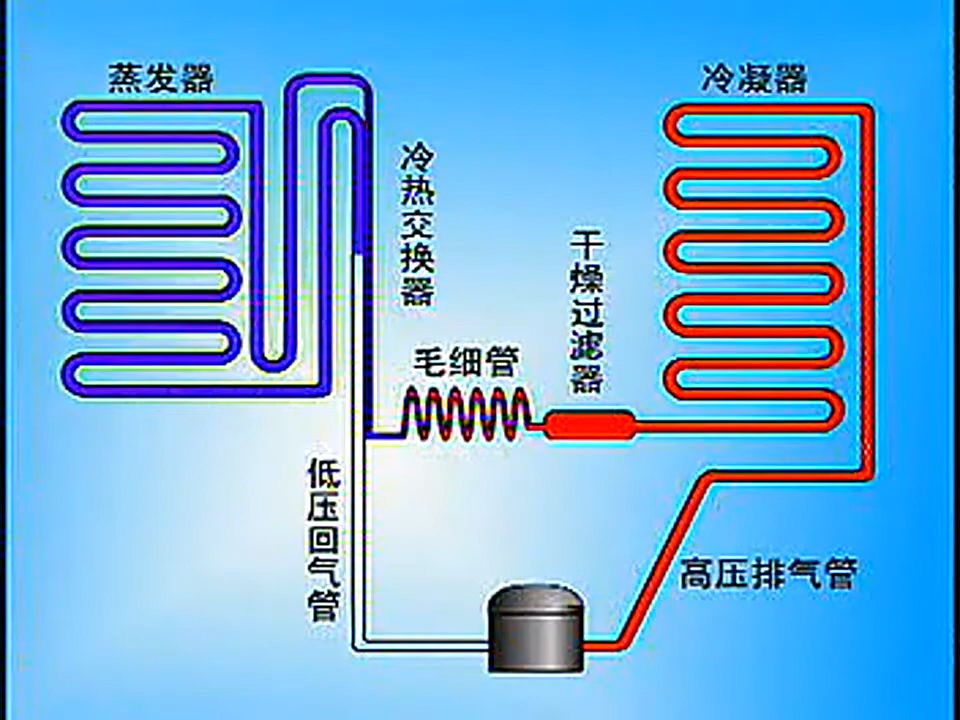 蒸发器
冷凝器
冷热交换器
干燥过滤器
毛细管
低压回气管
高压排气管